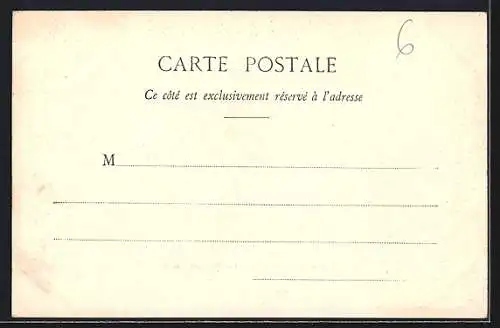 6
CARTE POSTALE
Ce côté est exclusivement réservé à l'adresse
M